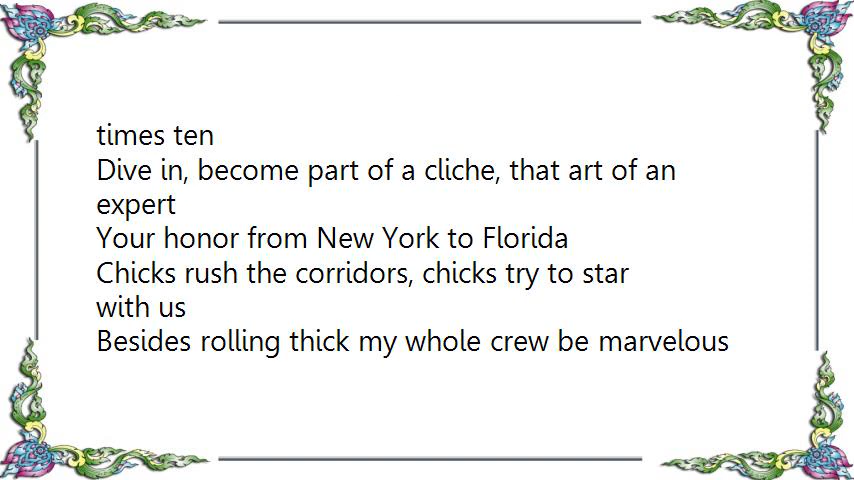 times ten
Dive in, become part of a cliche, that art of an
expert
Your honor from New York to Florida
Chicks rush the corridors, chicks try to star
with us
Besides rolling thick my whole crew be marvelous